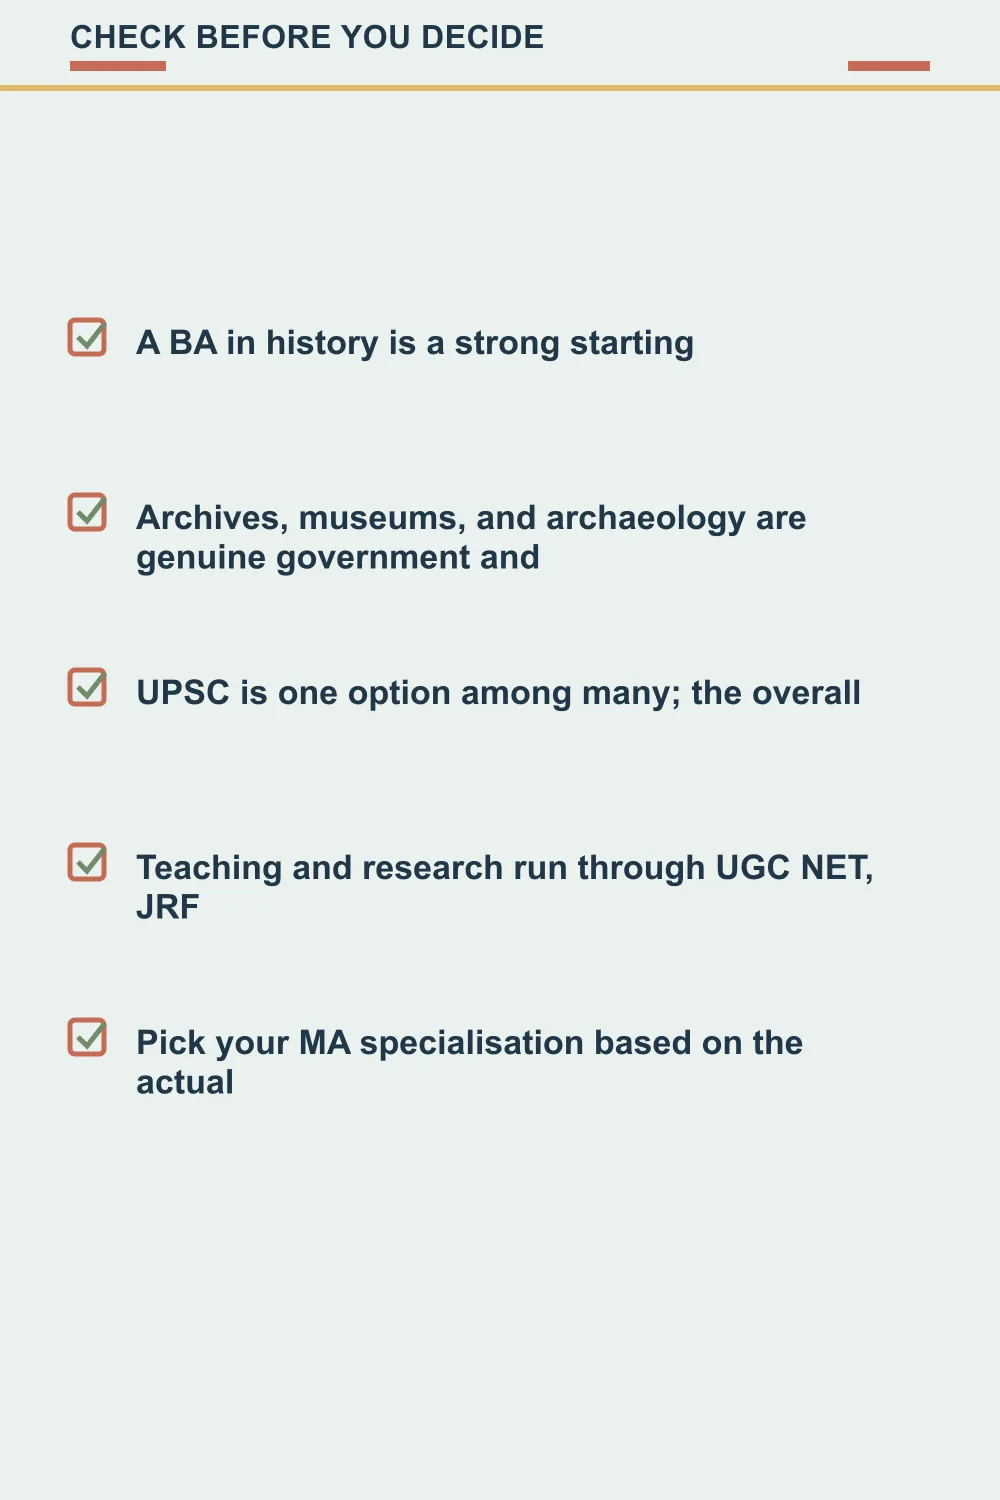 CHECK BEFORE YOU DECIDE
A BA in history is a strong starting
Archives, museums, and archaeology are
genuine government and
UPSC is one option among many; the overall
Teaching and research run through UGC NET,
JRF
Pick your MA specialisation based on the
actual